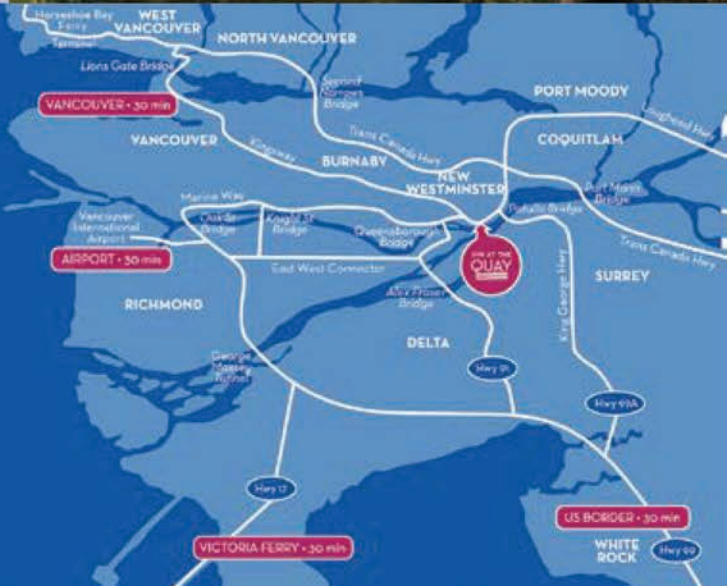 Horseshoe Bay
Ferry
Terminal
WEST
VANCOUVER
NORTH VANCOUVER
Lions Gate Bridge
Second
Narrows
Bridge
PORT MOODY
VANCOUVER • 30 min
Lougheed Hwy
VANCOUVER
Kingsway
Trans Canada Hwy
COQUITLAM
BURNABY
NEW
WESTMINSTER
Port Mann
Bridge
Marine Way
Pattullo Bridge
Vancouver
International
Airport
Oak St
Bridge
Knight St
Bridge
Queensborough
Bridge
Trans Canada Hwy
AIRPORT • 30 min
INN AT THE
QUAY
East West Connector
SURREY
RICHMOND
Alex Fraser
Bridge
King George Hwy
DELTA
George
Massey
Tunnel
Hwy 91
Hwy 99A
Hwy 17
US BORDER • 30 min
VICTORIA FERRY • 30 min
WHITE
ROCK
Hwy 99